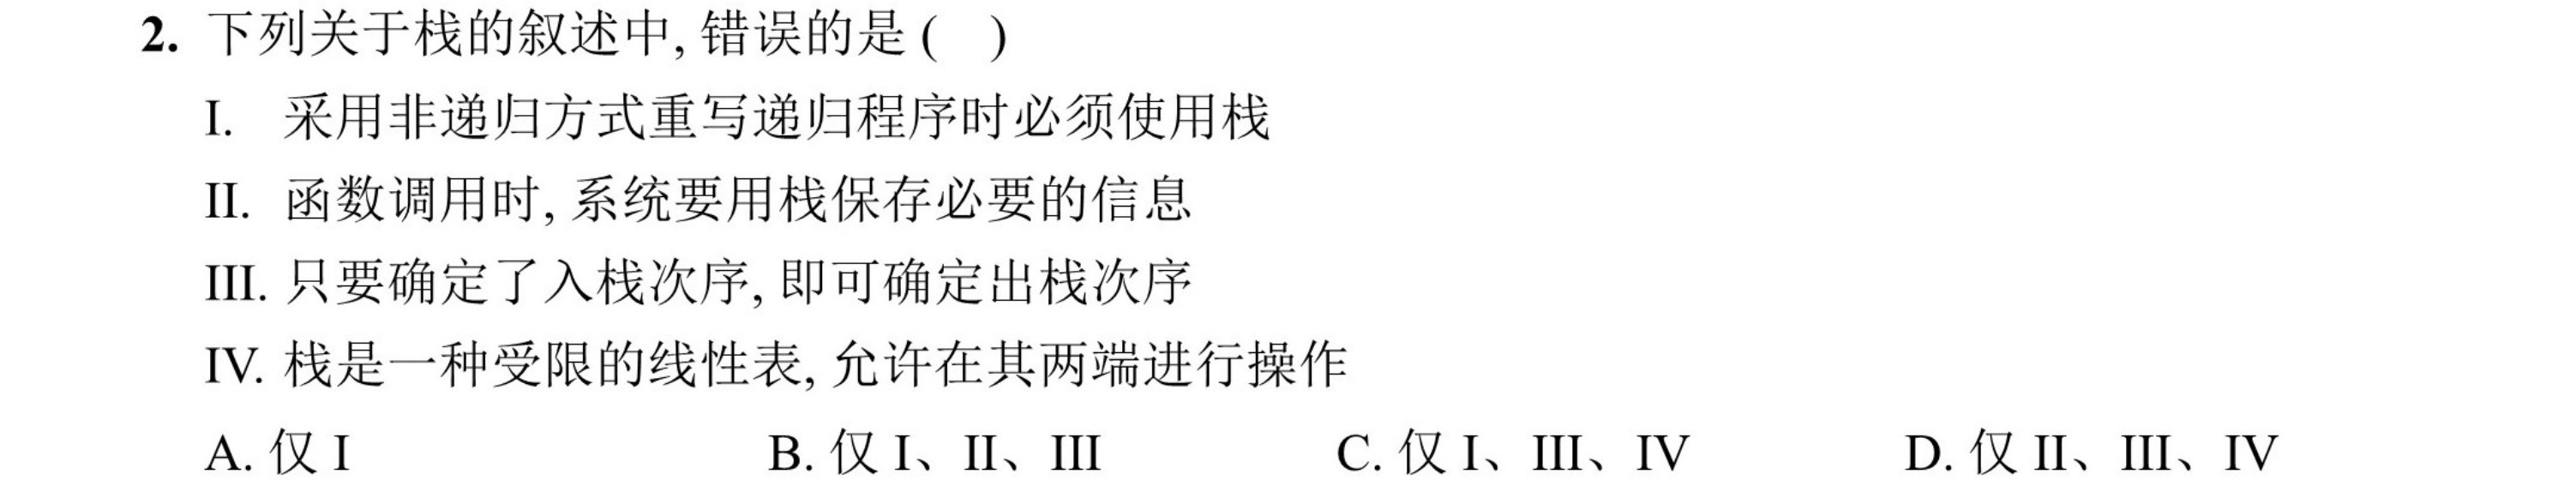 2. 下列关于栈的叙述中, 错误的是 (   )
I. 采用非递归方式重写递归程序时必须使用栈
II. 函数调用时, 系统要用栈保存必要的信息
III. 只要确定了入栈次序, 即可确定出栈次序
IV. 栈是一种受限的线性表, 允许在其两端进行操作
A. 仅 I B. 仅 I、II、III C. 仅 I、III、IV D. 仅 II、III、IV